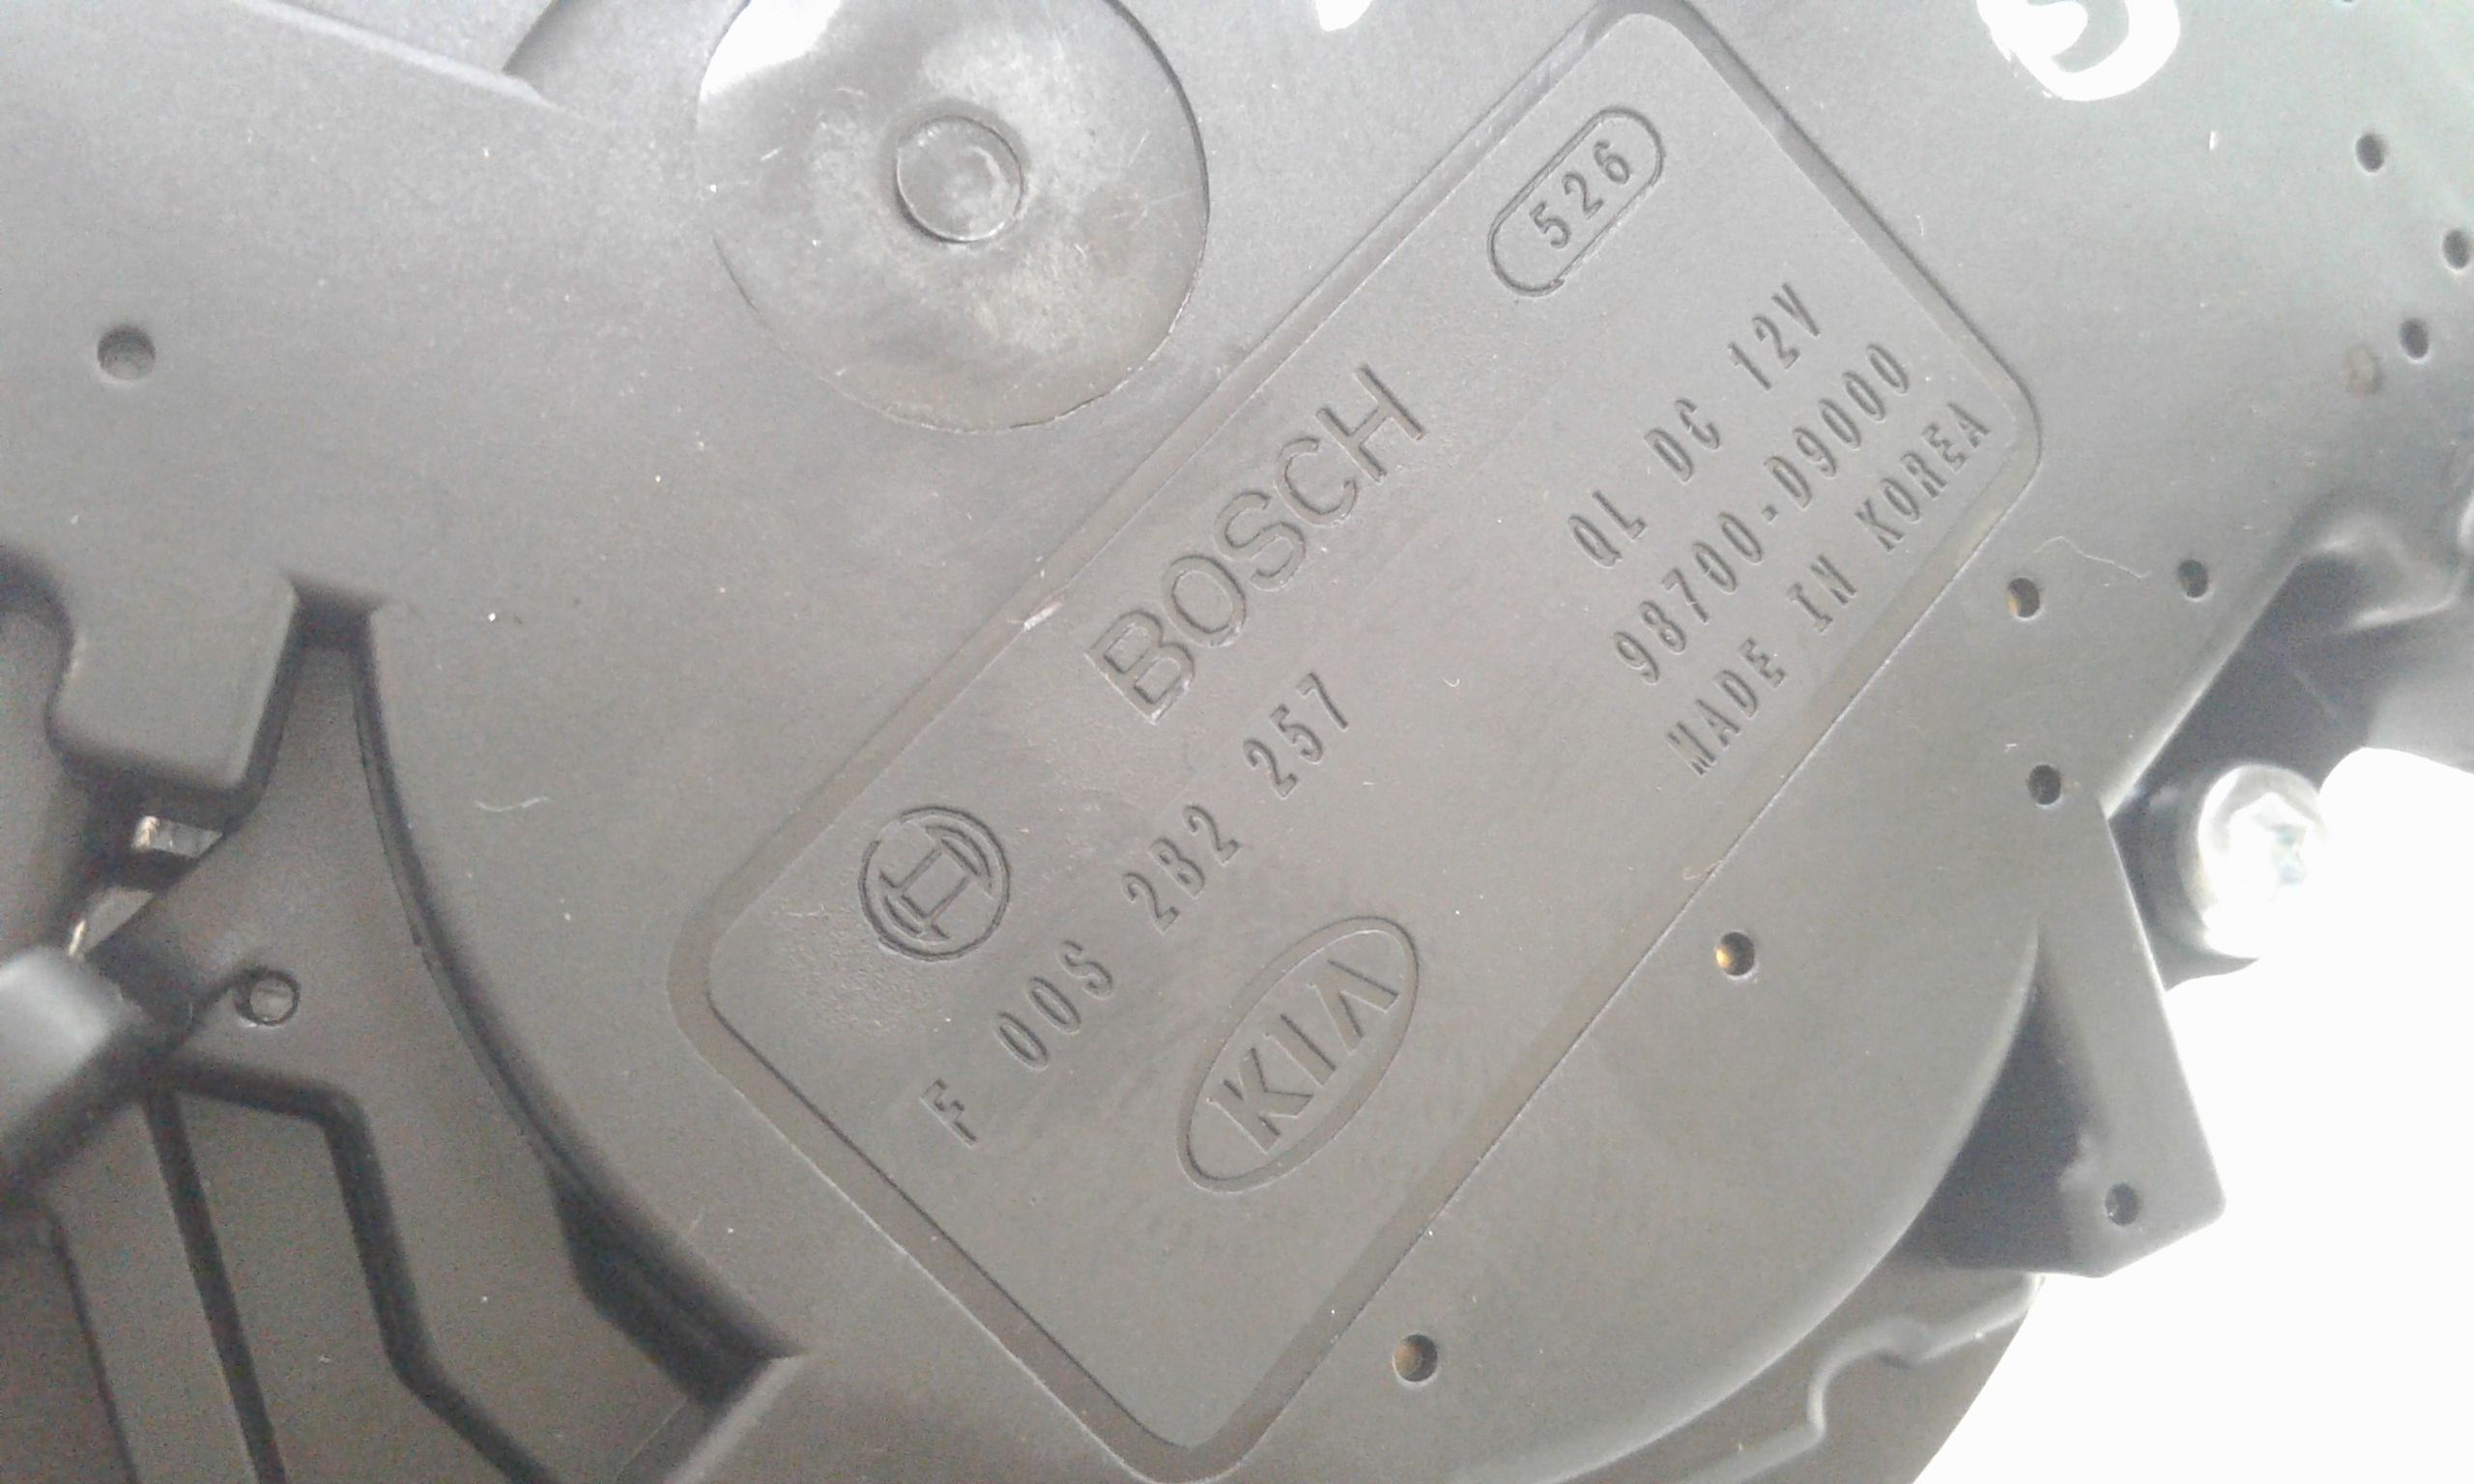 526
BOSCH
F 00S 2B2 257
KIA
QL DC 12V
98700-D9000
MADE IN KOREA